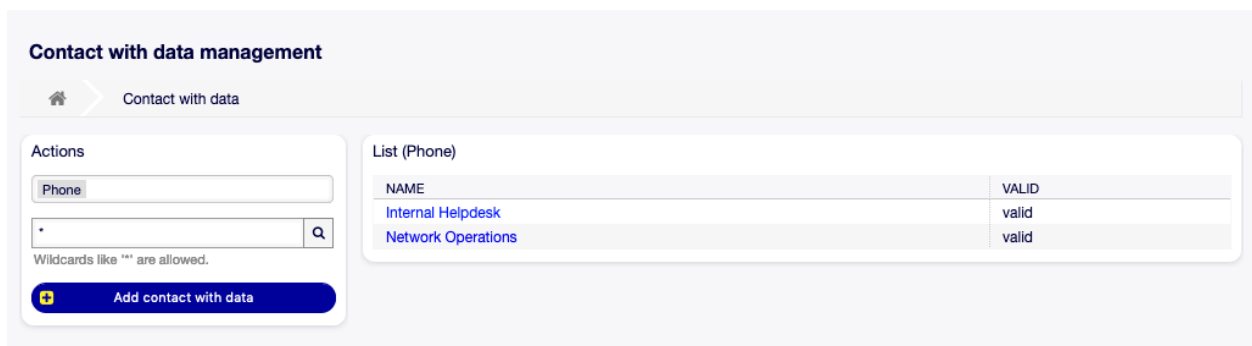 Contact with data management
Contact with data
Actions
Phone
*
Wildcards like '*' are allowed.
Add contact with data
List (Phone)
NAME VALID
Internal Helpdesk valid
Network Operations valid